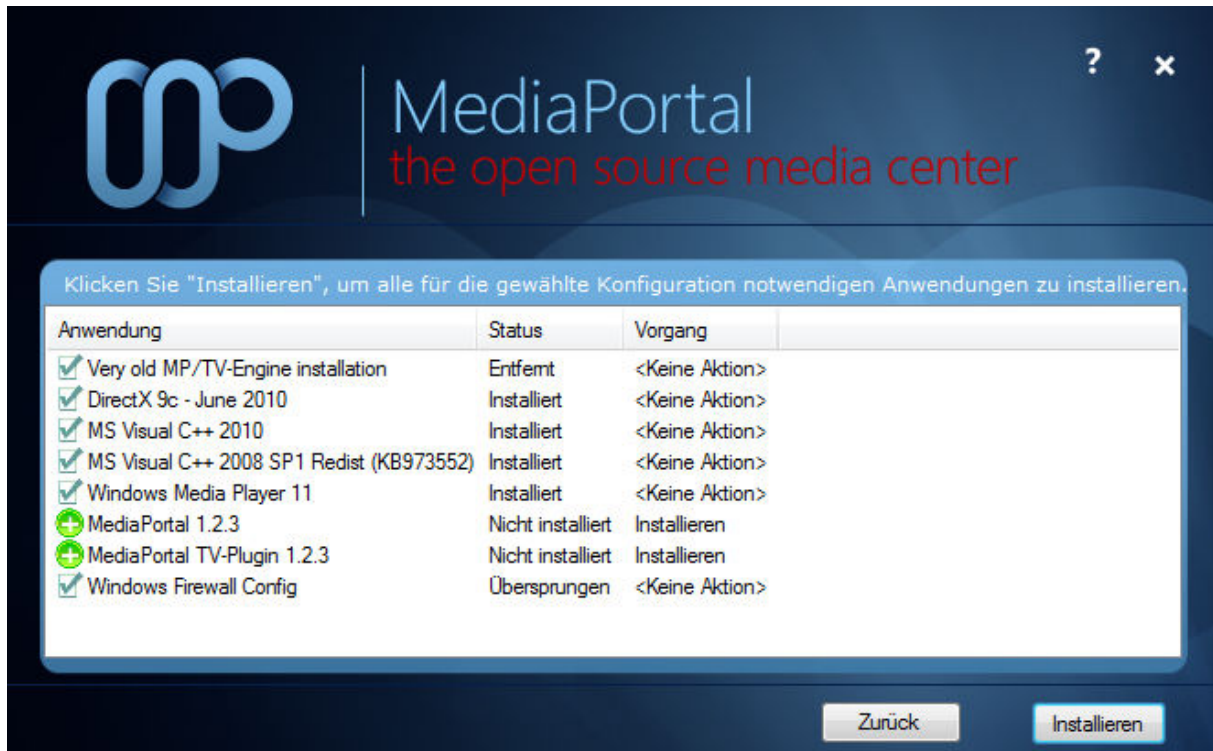 ? ×
MediaPortal
the open source media center
Klicken Sie "Installieren", um alle für die gewählte Konfiguration notwendigen Anwendungen zu installieren.
Anwendung Status Vorgang
Very old MP/TV-Engine installation Entfernt <Keine Aktion>
DirectX 9c - June 2010 Installiert <Keine Aktion>
MS Visual C++ 2010 Installiert <Keine Aktion>
MS Visual C++ 2008 SP1 Redist (KB973552) Installiert <Keine Aktion>
Windows Media Player 11 Installiert <Keine Aktion>
MediaPortal 1.2.3 Nicht installiert Installieren
MediaPortal TV-Plugin 1.2.3 Nicht installiert Installieren
Windows Firewall Config Übersprungen <Keine Aktion>
Zurück Installieren